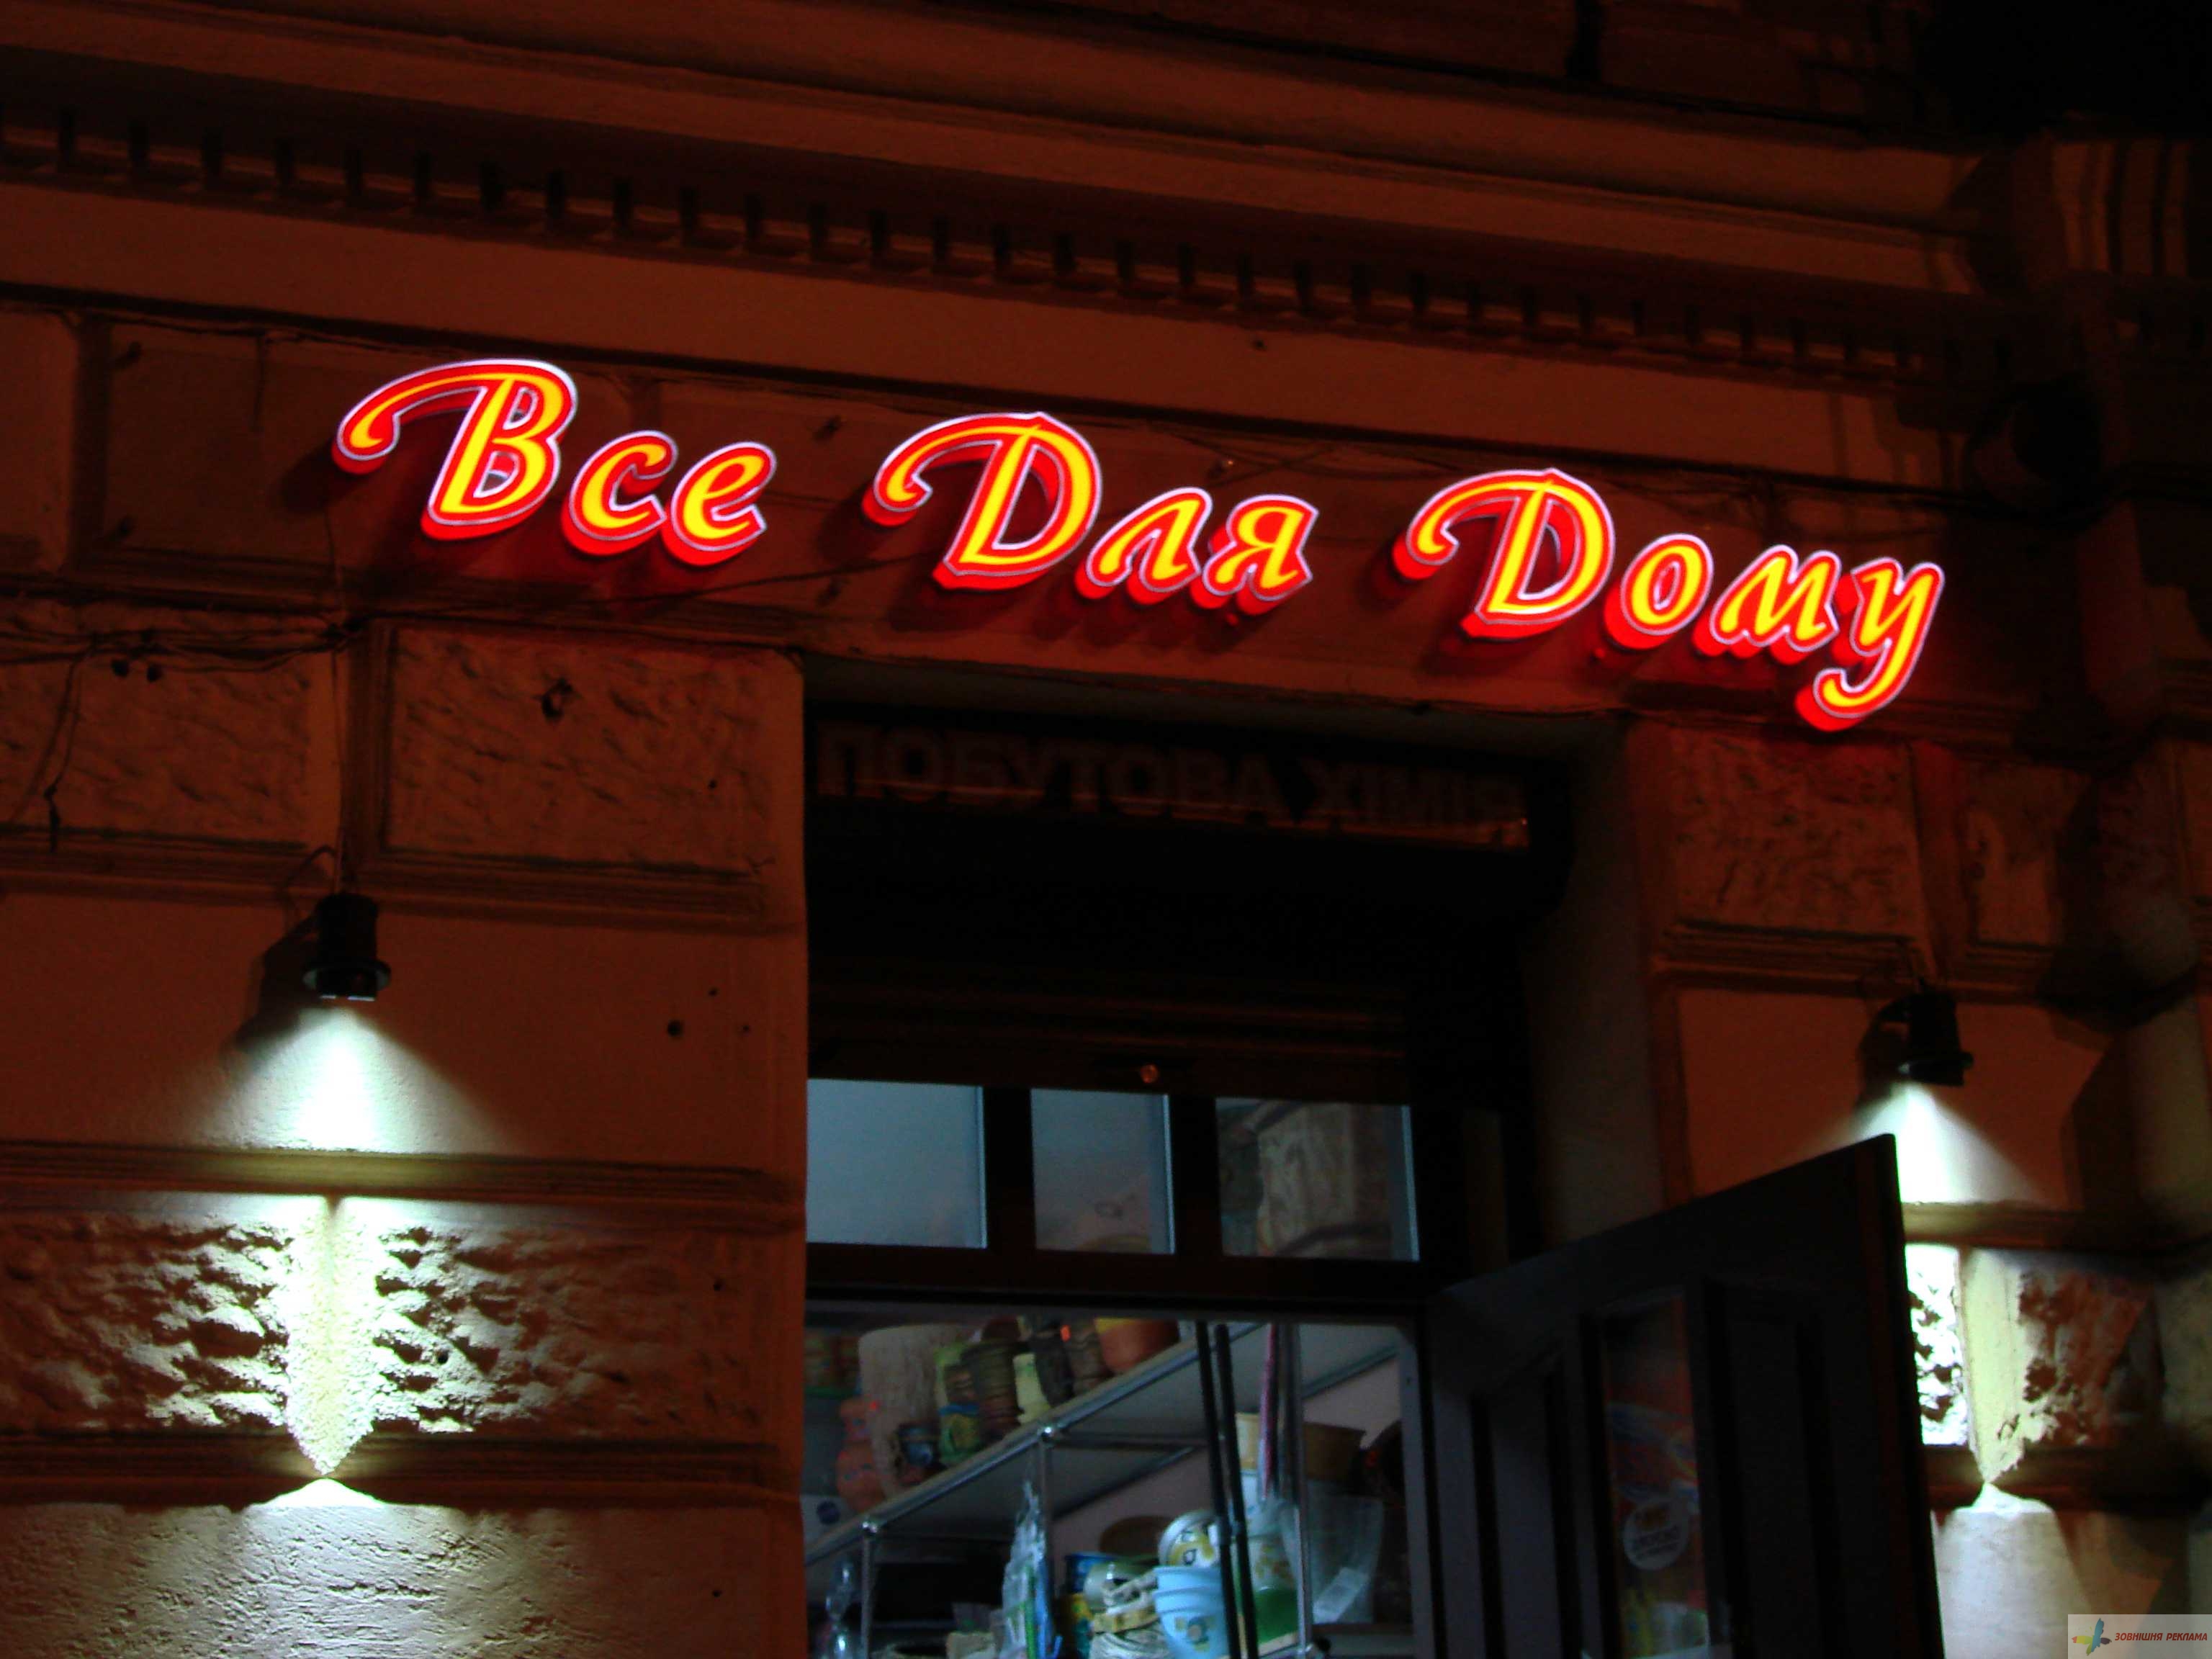 Все Для Дому
ПОБУТОВА ХІМІЯ
ЗОВНІШНЯ РЕКЛАМА